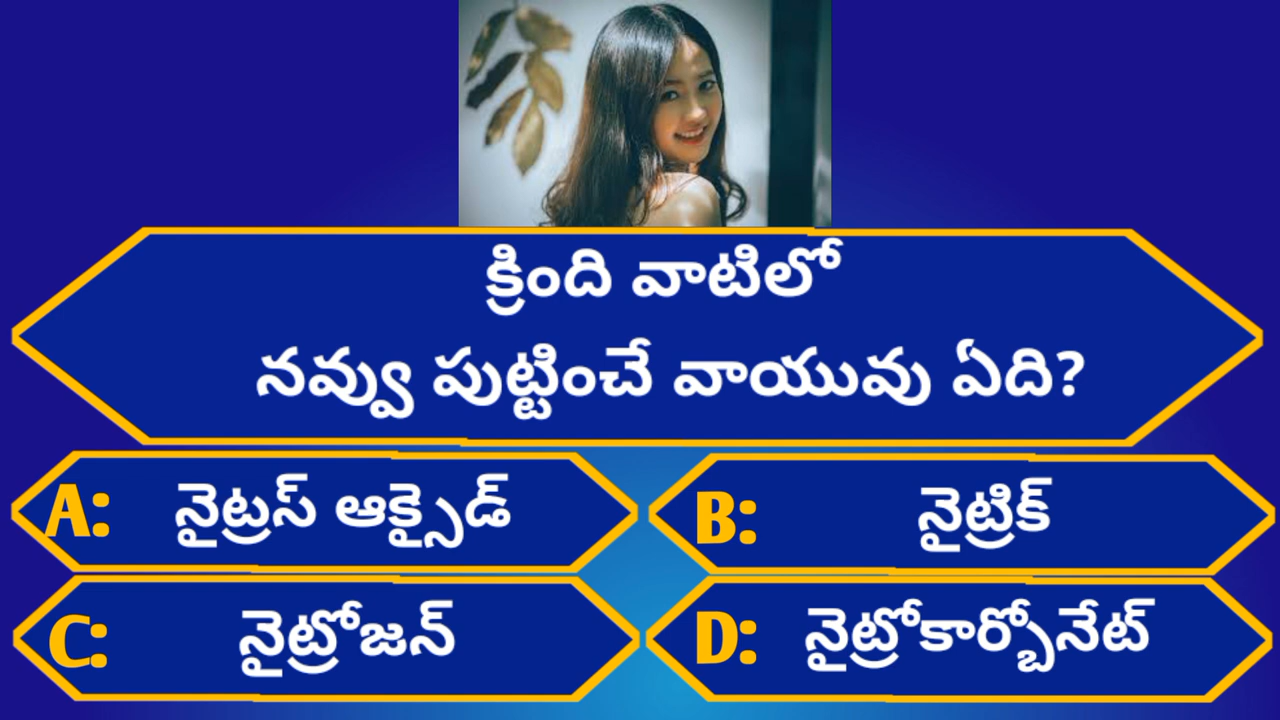 క్రింది వాటిలో
నవ్వు పుట్టించే వాయువు ఏది?
A: నైట్రస్ ఆక్సైడ్
B: నైట్రిక్
C: నైట్రోజన్
D: నైట్రోకార్బోనేట్